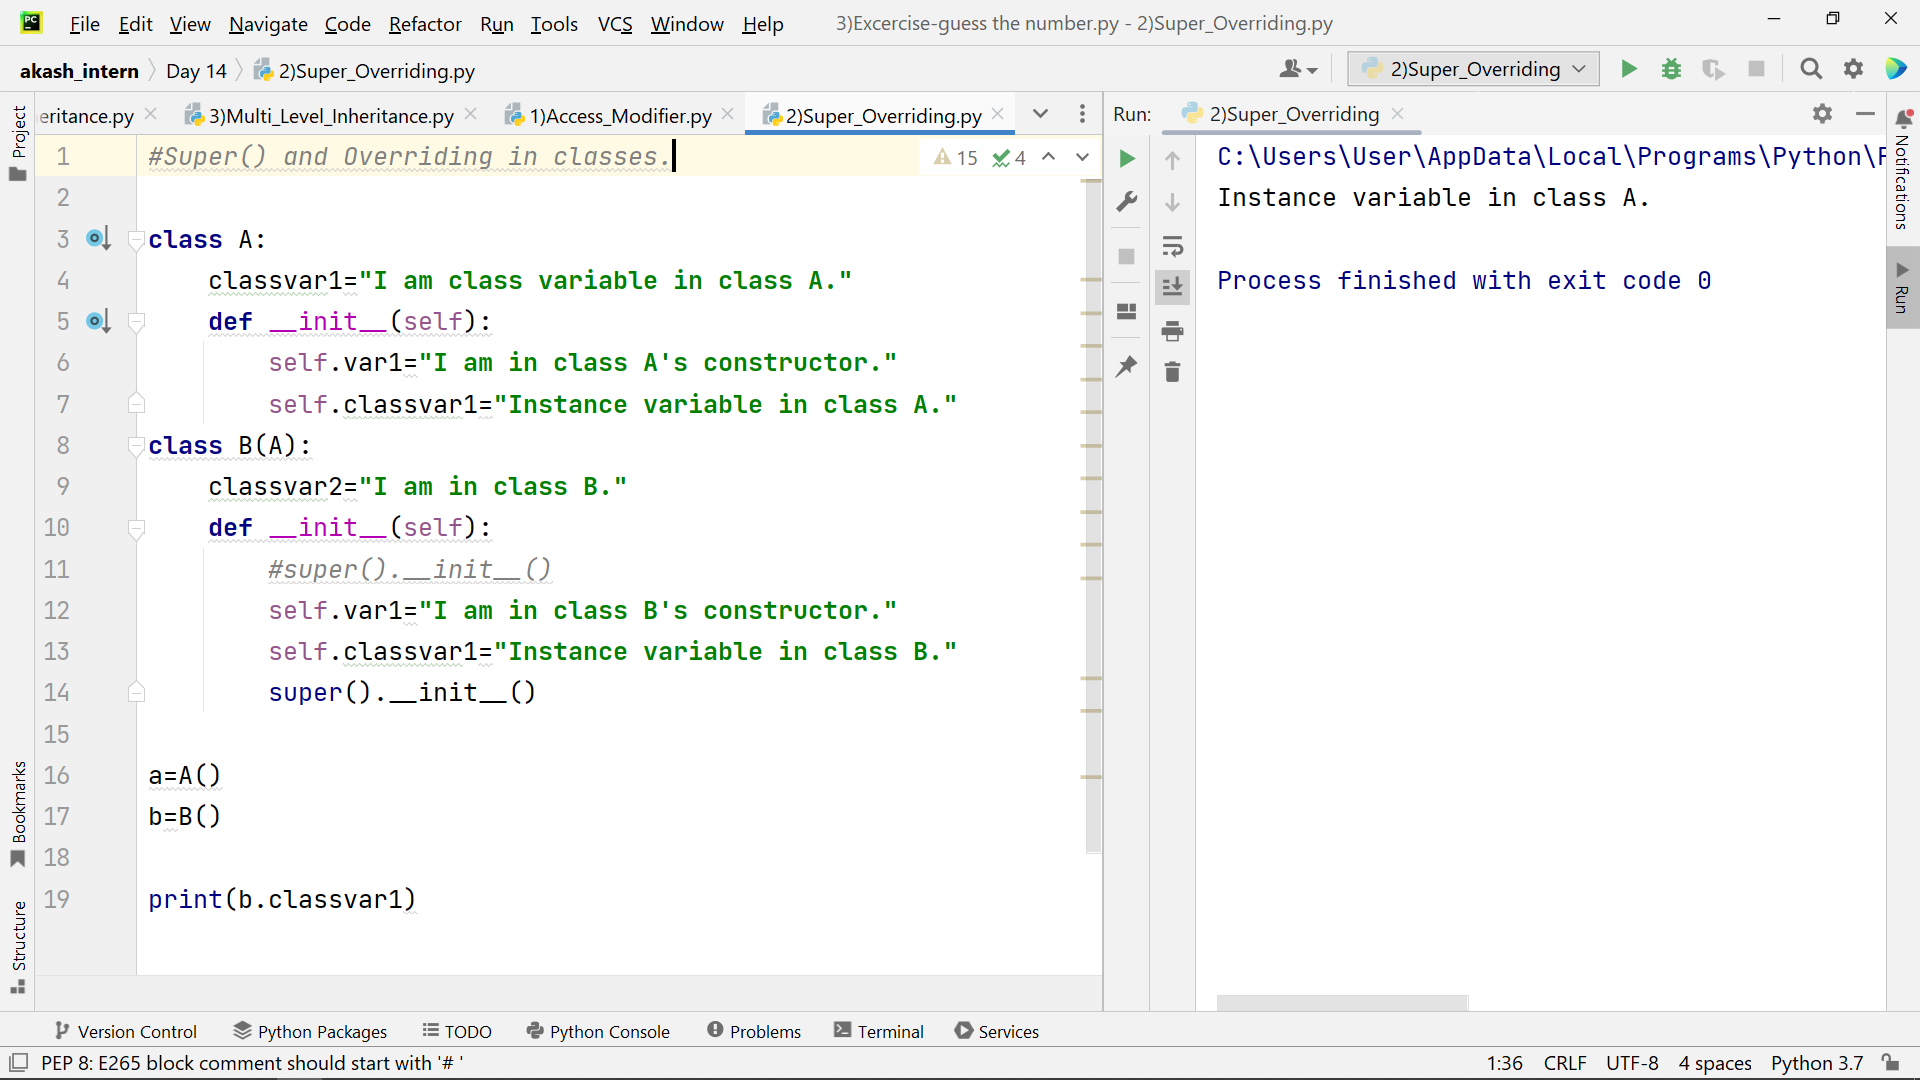 File Edit View Navigate Code Refactor Run Tools VCS Window Help 3)Excercise-guess the number.py - 2)Super_Overriding.py
akash_intern Day 14 2)Super_Overriding.py 2)Super_Overriding
eritance.py 3)Multi_Level_Inheritance.py 1)Access_Modifier.py 2)Super_Overriding.py Run: 2)Super_Overriding
Project
Bookmarks
Structure
15 4
1 #Super() and Overriding in classes.
2
3 class A:
4 classvar1="I am class variable in class A."
5 def __init__(self):
6 self.var1="I am in class A's constructor."
7 self.classvar1="Instance variable in class A."
8 class B(A):
9 classvar2="I am in class B."
10 def __init__(self):
11 #super().__init__()
12 self.var1="I am in class B's constructor."
13 self.classvar1="Instance variable in class B."
14 super().__init__()
15
16 a=A()
17 b=B()
18
19 print(b.classvar1)
C:\Users\User\AppData\Local\Programs\Python\
Instance variable in class A.
Process finished with exit code 0
Notifications
Run
Version Control Python Packages TODO Python Console Problems Terminal Services
PEP 8: E265 block comment should start with '# ' 1:36 CRLF UTF-8 4 spaces Python 3.7